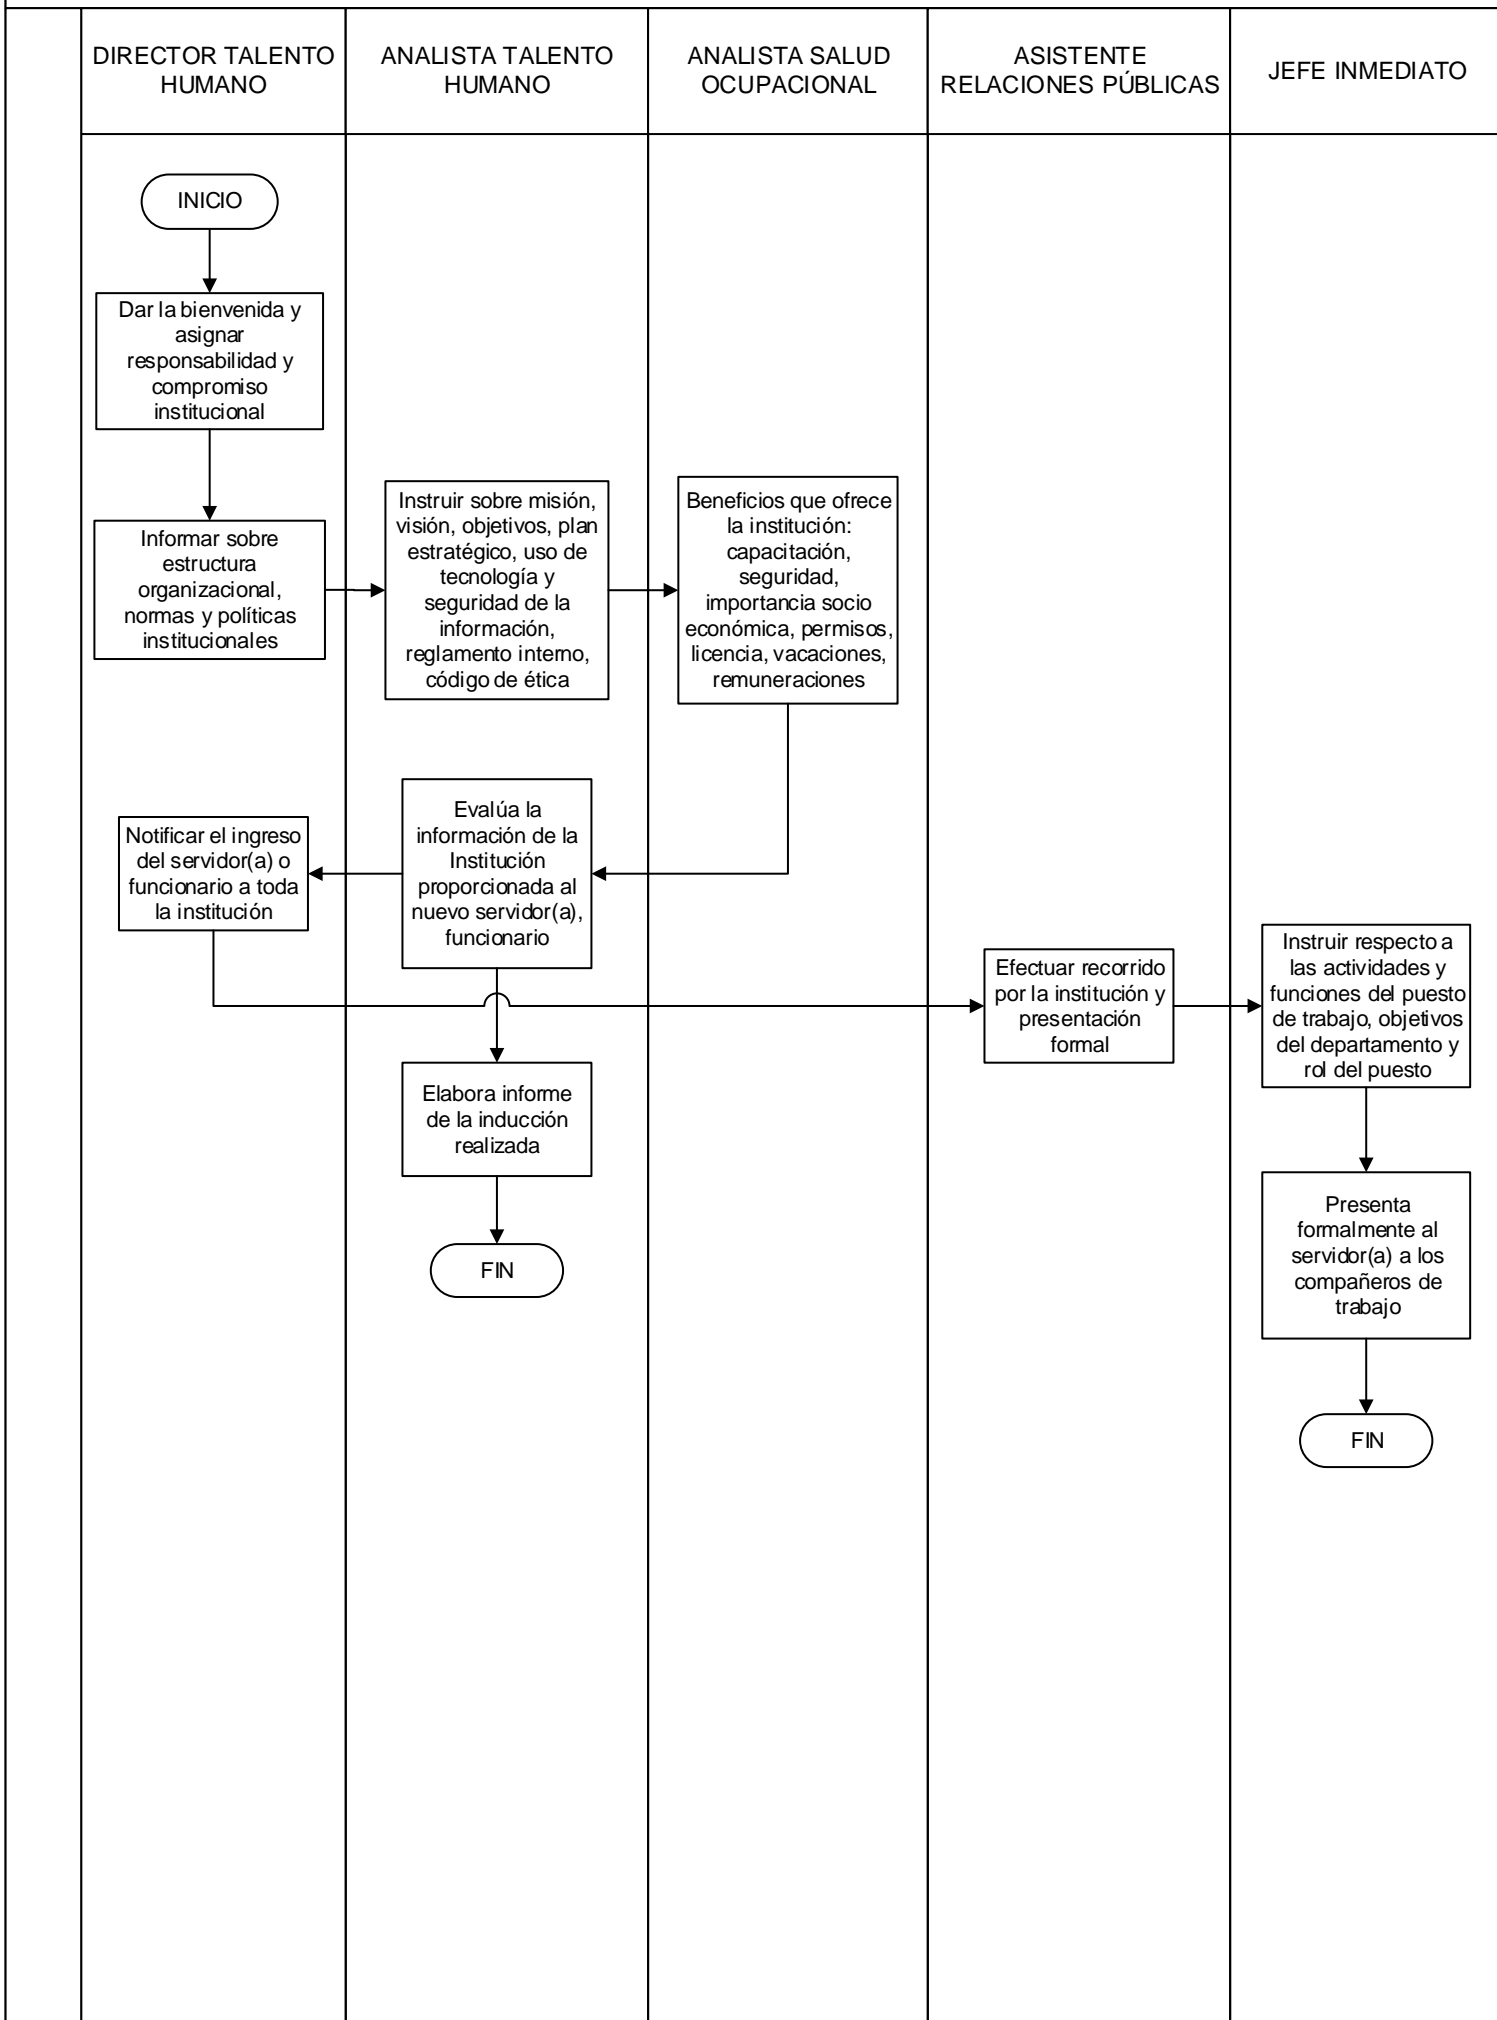 DIRECTOR TALENTO
HUMANO
ANALISTA TALENTO
HUMANO
ANALISTA SALUD
OCUPACIONAL
ASISTENTE
RELACIONES PÚBLICAS
JEFE INMEDIATO
INICIO
Dar la bienvenida y
asignar
responsabilidad y
compromiso
institucional
Informar sobre
estructura
organizacional,
normas y políticas
institucionales
Instruir sobre misión,
visión, objetivos, plan
estratégico, uso de
tecnología y
seguridad de la
información,
reglamento interno,
código de ética
Beneficios que ofrece
la institución:
capacitación,
seguridad,
importancia socio
económica, permisos,
licencia, vacaciones,
remuneraciones
Notificar el ingreso
del servidor(a) o
funcionario a toda
la institución
Evalúa la
información de la
Institución
proporcionada al
nuevo servidor(a),
funcionario
Efectuar recorrido
por la institución y
presentación
formal
Instruir respecto a
las actividades y
funciones del puesto
de trabajo, objetivos
del departamento y
rol del puesto
Elabora informe
de la inducción
realizada
FIN
Presenta
formalmente al
servidor(a) a los
compañeros de
trabajo
FIN